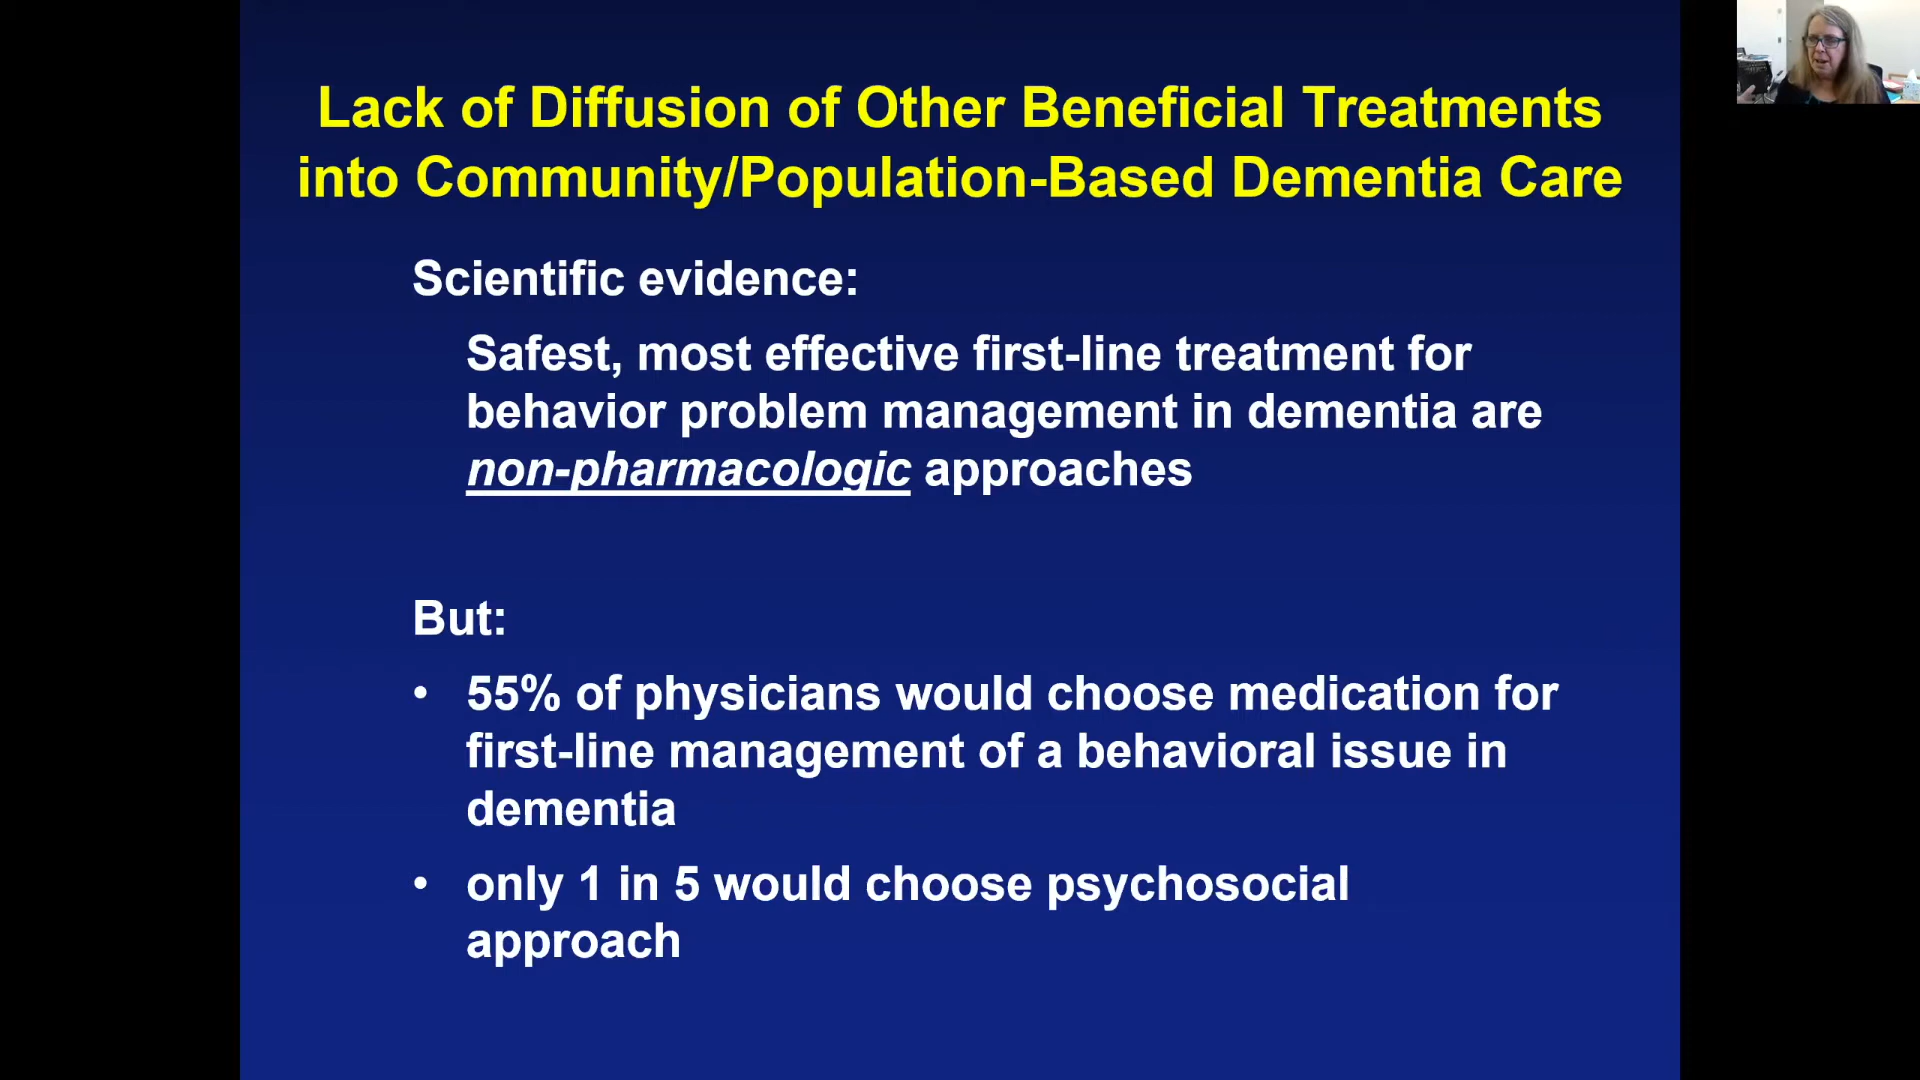 Lack of Diffusion of Other Beneficial Treatments
into Community/Population-Based Dementia Care
Scientific evidence:
Safest, most effective first-line treatment for
behavior problem management in dementia are
non-pharmacologic approaches
But:
• 55% of physicians would choose medication for
first-line management of a behavioral issue in
dementia
• only 1 in 5 would choose psychosocial
approach